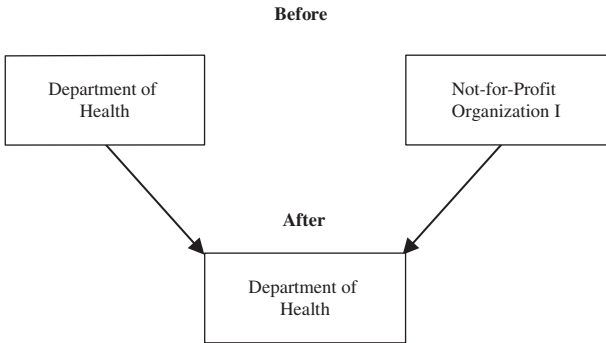 Before
Department of
Health
Not-for-Profit
Organization I
After
Department of
Health